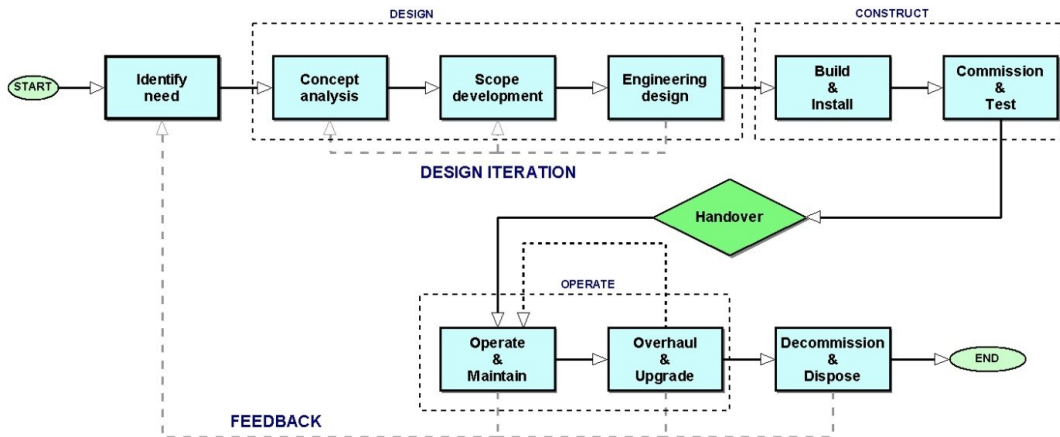 DESIGN
CONSTRUCT
START
Identify
need
Concept
analysis
Scope
development
Engineering
design
Build
&
Install
Commission
&
Test
DESIGN ITERATION
Handover
OPERATE
Operate
&
Maintain
Overhaul
&
Upgrade
Decommission
&
Dispose
END
FEEDBACK